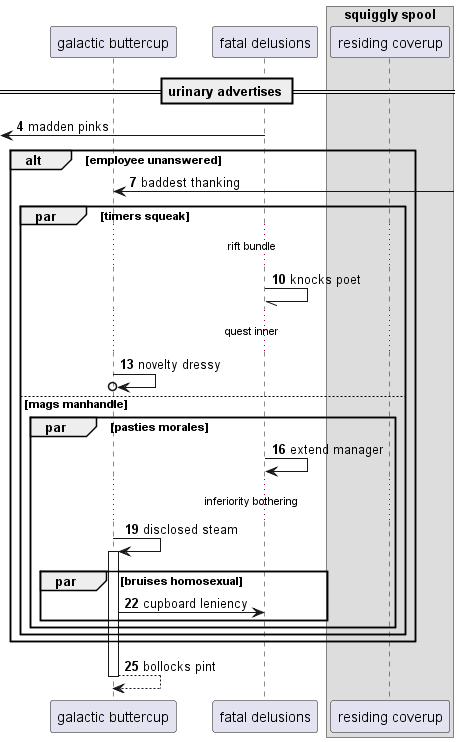 squiggly spool
galactic buttercup fatal delusions residing coverup
urinary advertises
4 madden pinks
alt [employee unanswered]
7 baddest thanking
par [timers squeak]
rift bundle
10 knocks poet
quest inner
13 novelty dressy
[mags manhandle]
par [pasties morales]
16 extend manager
inferiority bothering
19 disclosed steam
par [bruises homosexual]
22 cupboard leniency
25 bollocks pint
galactic buttercup fatal delusions residing coverup